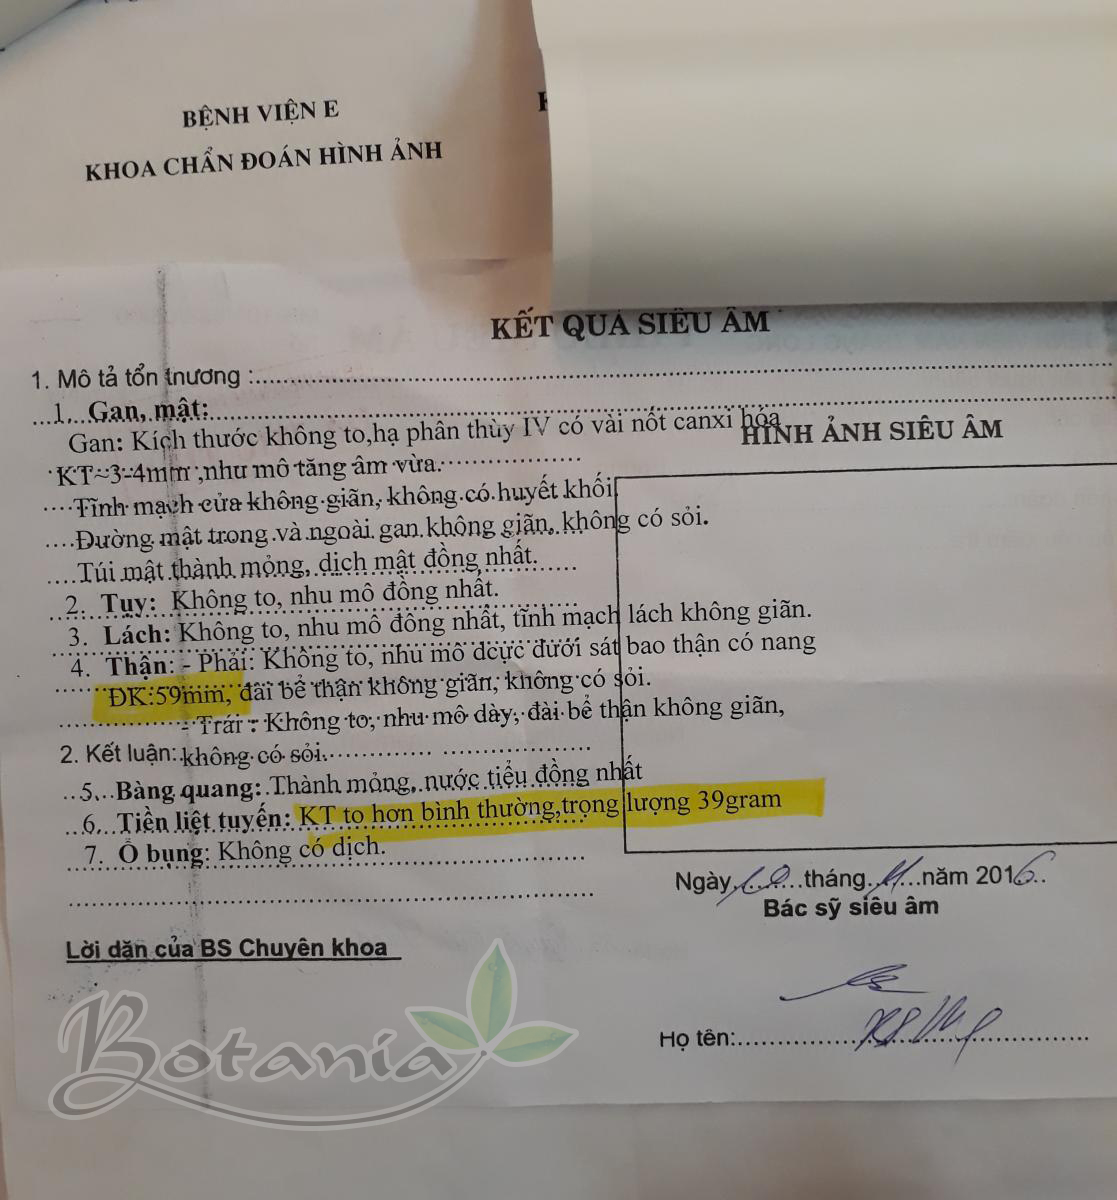 BỆNH VIỆN E
KHOA CHẨN ĐOÁN HÌNH ẢNH
KẾT QUẢ SIÊU ÂM
1. Mô tả tổn tnương :
1. Gan, mật:
Gan: Kích thước không to,hạ phân thùy IV có vài nốt canxi hóa
KT~3-4mm ,như mô tăng âm vừa.
HÌNH ẢNH SIÊU ÂM
Tĩnh mạch cửa không giãn, không có huyết khối
Đường mật trong và ngoài gan không giãn, không có sỏi.
Túi mật thành mỏng, dịch mật đồng nhất.
2. Tụy: Không to, nhu mô đồng nhất.
3. Lách: Không to, nhu mô đồng nhất, tĩnh mạch lách không giãn.
4. Thận: - Phải: Không to, nhu mô dcực dưới sát bao thận có nang
ĐK:59mm, đài bể thận không giãn, không có sỏi.
- Trái : Không to, nhu mô dày, đài bể thận không giãn,
2. Kết luận: không có sỏi.
5. Bàng quang: Thành mỏng, nước tiểu đồng nhất
6. Tiền liệt tuyến: KT to hơn bình thường,trọng lượng 39gram
7. Ổ bụng: Không có dịch.
Ngày tháng 11 năm 2016
Bác sỹ siêu âm
Lời dặn của BS Chuyên khoa
Họ tên:
Botanía